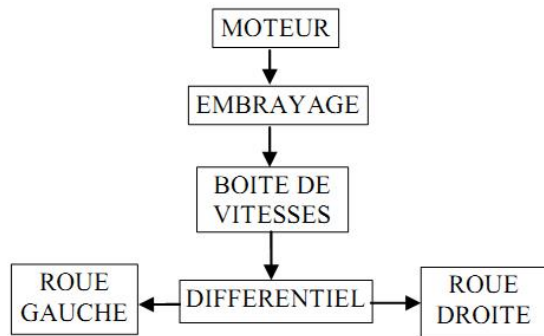 MOTEUR
EMBRAYAGE
BOITE DE
VITESSES
ROUE
GAUCHE
DIFFERENTIEL
ROUE
DROITE